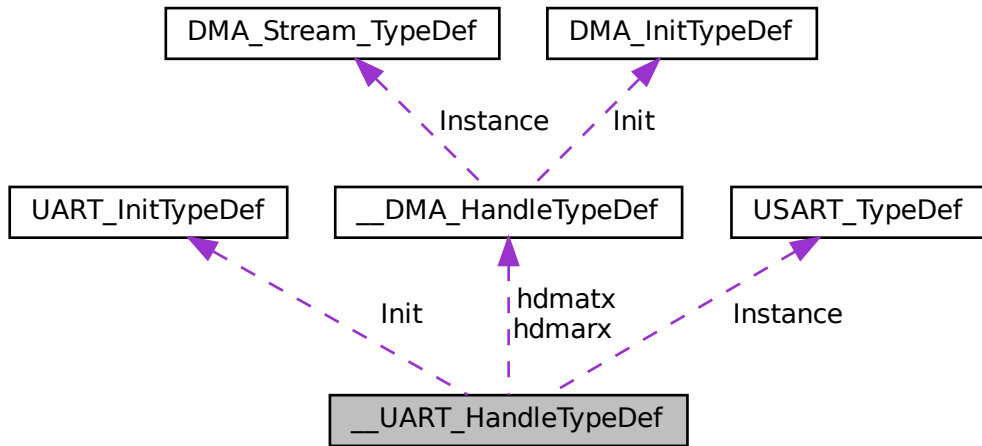 DMA_Stream_TypeDef
DMA_InitTypeDef
Instance
Init
UART_InitTypeDef
__DMA_HandleTypeDef
USART_TypeDef
Init
hdmatx
hdmarx
Instance
__UART_HandleTypeDef